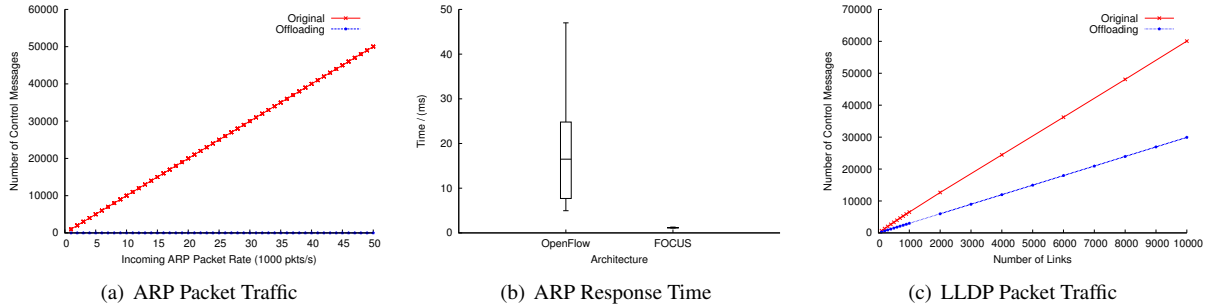 60000
50000
40000
30000
20000
10000
0
Number of Control Messages
Original
Offloading
0 5 10 15 20 25 30 35 40 45 50
Incoming ARP Packet Rate (1000 pkts/s)
(a) ARP Packet Traffic
50
40
30
20
10
0
Time / (ms)
OpenFlow FOCUS
Architecture
(b) ARP Response Time
70000
60000
50000
40000
30000
20000
10000
0
Number of Control Messages
Original
Offloading
0 1000 2000 3000 4000 5000 6000 7000 8000 9000 10000
Number of Links
(c) LLDP Packet Traffic